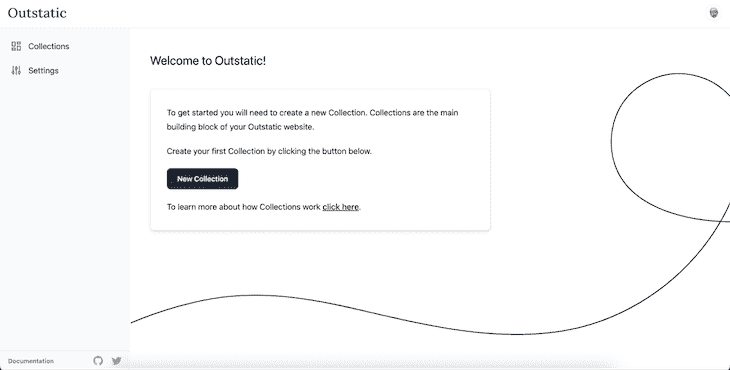 Outstatic
Collections
Settings
Welcome to Outstatic!
To get started you will need to create a new Collection. Collections are the main
building block of your Outstatic website.
Create your first Collection by clicking the button below.
New Collection
To learn more about how Collections work click here.
Documentation